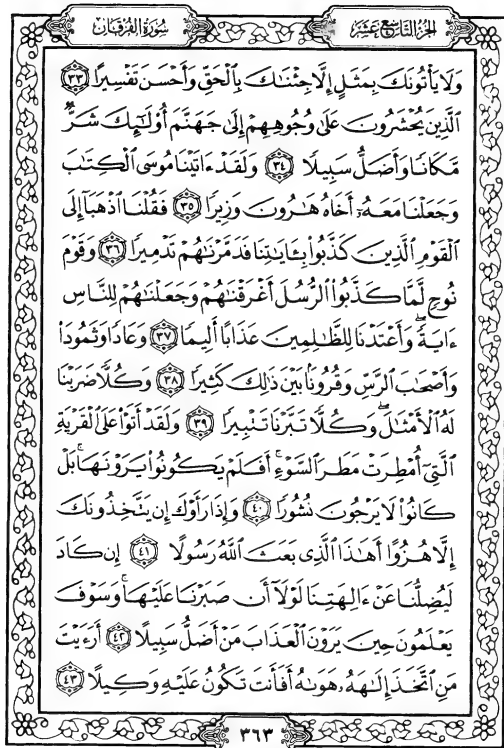 الجزء التاسع عشر
سورة الفرقان
وَلَا يَأْتُونَكَ بِمَثَلٍ إِلَّا جِئْنَٰكَ بِٱلْحَقِّ وَأَحْسَنَ تَفْسِيرًا ٣٣
ٱلَّذِينَ يُحْشَرُونَ عَلَىٰ وُجُوهِهِمْ إِلَىٰ جَهَنَّمَ أُو۟لَٰٓئِكَ شَرٌّ
مَّكَانًا وَأَضَلُّ سَبِيلًا ٣٤ وَلَقَدْ ءَاتَيْنَا مُوسَى ٱلْكِتَٰبَ
وَجَعَلْنَا مَعَهُۥٓ أَخَاهُ هَٰرُونَ وَزِيرًا ٣٥ فَقُلْنَا ٱذْهَبَآ إِلَى
ٱلْقَوْمِ ٱلَّذِينَ كَذَّبُوا۟ بِـَٔايَٰتِنَا فَدَمَّرْنَٰهُمْ تَدْمِيرًا ٣٦ وَقَوْمَ
نُوحٍ لَّمَّا كَذَّبُوا۟ ٱلرُّسُلَ أَغْرَقْنَٰهُمْ وَجَعَلْنَٰهُمْ لِلنَّاسِ
ءَايَةً ۖ وَأَعْتَدْنَا لِلظَّٰلِمِينَ عَذَابًا أَلِيمًا ٣٧ وَعَادًا وَثَمُودَا۟
وَأَصْحَٰبَ ٱلرَّسِّ وَقُرُونًۢا بَيْنَ ذَٰلِكَ كَثِيرًا ٣٨ وَكُلًّا ضَرَبْنَا
لَهُ ٱلْأَمْثَٰلَ ۖ وَكُلًّا تَبَّرْنَا تَتْبِيرًا ٣٩ وَلَقَدْ أَتَوْا۟ عَلَى ٱلْقَرْيَةِ
ٱلَّتِىٓ أُمْطِرَتْ مَطَرَ ٱلسَّوْءِ ۚ أَفَلَمْ يَكُونُوا۟ يَرَوْنَهَا ۚ بَلْ
كَانُوا۟ لَا يَرْجُونَ نُشُورًا ٤٠ وَإِذَا رَأَوْكَ إِن يَتَّخِذُونَكَ
إِلَّا هُزُوًا أَهَٰذَا ٱلَّذِى بَعَثَ ٱللَّهُ رَسُولًا ٤١ إِن كَادَ
لَيُضِلُّنَا عَنْ ءَالِهَتِنَا لَوْلَآ أَن صَبَرْنَا عَلَيْهَا ۚ وَسَوْفَ
يَعْلَمُونَ حِينَ يَرَوْنَ ٱلْعَذَابَ مَنْ أَضَلُّ سَبِيلًا ٤٢ أَرَءَيْتَ
مَنِ ٱتَّخَذَ إِلَٰهَهُۥ هَوَىٰهُ أَفَأَنتَ تَكُونُ عَلَيْهِ وَكِيلًا ٤٣
٣٦٣